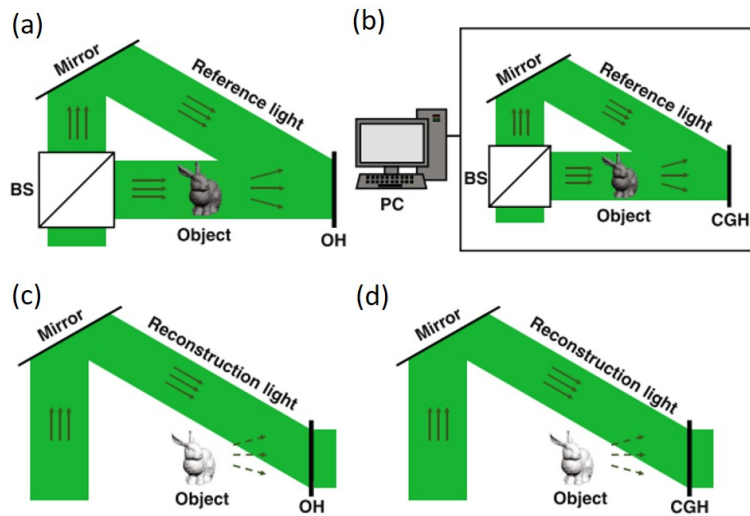 (a)
Mirror
Reference light
BS
Object
OH
(b)
PC
Mirror
Reference light
BS
Object
CGH
(c)
Mirror
Reconstruction light
Object
OH
(d)
Mirror
Reconstruction light
Object
CGH